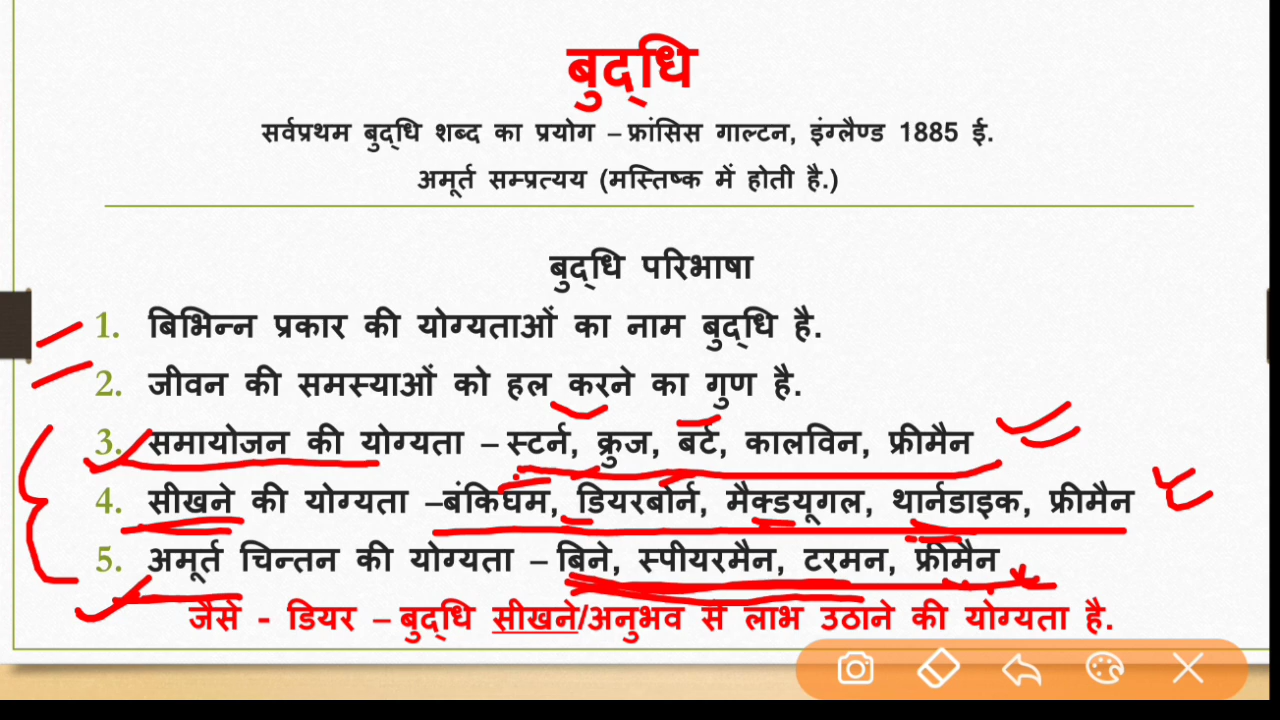 बुद्धि
सर्वप्रथम बुद्धि शब्द का प्रयोग – फ्रांसिस गाल्टन, इंग्लैण्ड 1885 ई.
अमूर्त सम्प्रत्यय (मस्तिष्क में होती है.)
बुद्धि परिभाषा
1. बिभिन्न प्रकार की योग्यताओं का नाम बुद्धि है.
2. जीवन की समस्याओं को हल करने का गुण है.
3. समायोजन की योग्यता – स्टर्न, क्रुज, बर्ट, कालविन, फ्रीमैन
4. सीखने की योग्यता –बंकिघम, डियरबोर्न, मैक्डयूगल, थार्नडाइक, फ्रीमैन
5. अमूर्त चिन्तन की योग्यता – बिने, स्पीयरमैन, टरमन, फ्रीमैन
जैसे - डियर – बुद्धि सीखने/अनुभव से लाभ उठाने की योग्यता है.